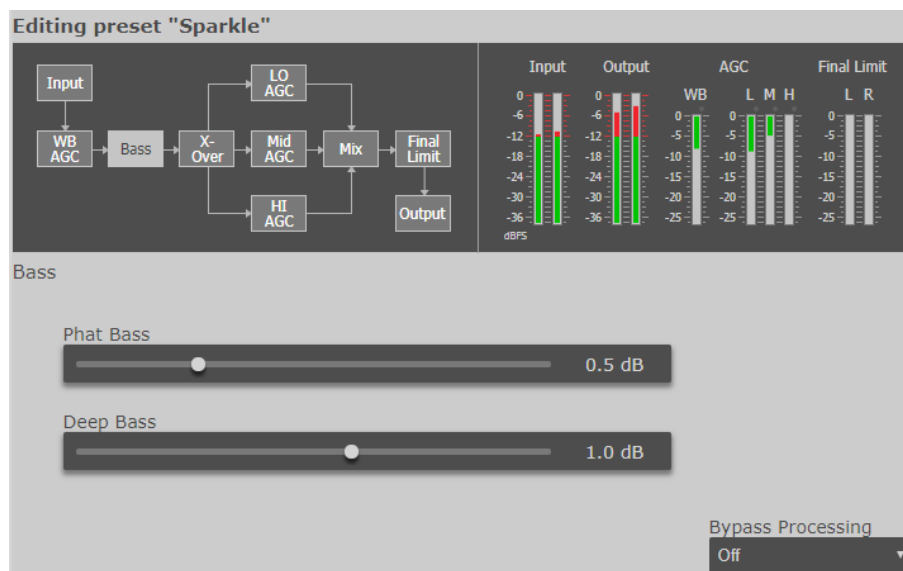 Editing preset "Sparkle"
Input
WB
AGC
Bass
X-
Over
LO
AGC
Mid
AGC
HI
AGC
Mix
Final
Limit
Output
Input Output AGC Final Limit
WB L M H L R
0 0 0 0 0
-6 -6 -5 -5 -5
-12 -12 -10 -10 -10
-18 -18 -15 -15 -15
-24 -24 -20 -20 -20
-30 -30 -25 -25 -25
-36 -36
dBFS
Bass
Phat Bass
0.5 dB
Deep Bass
1.0 dB
Bypass Processing
Off